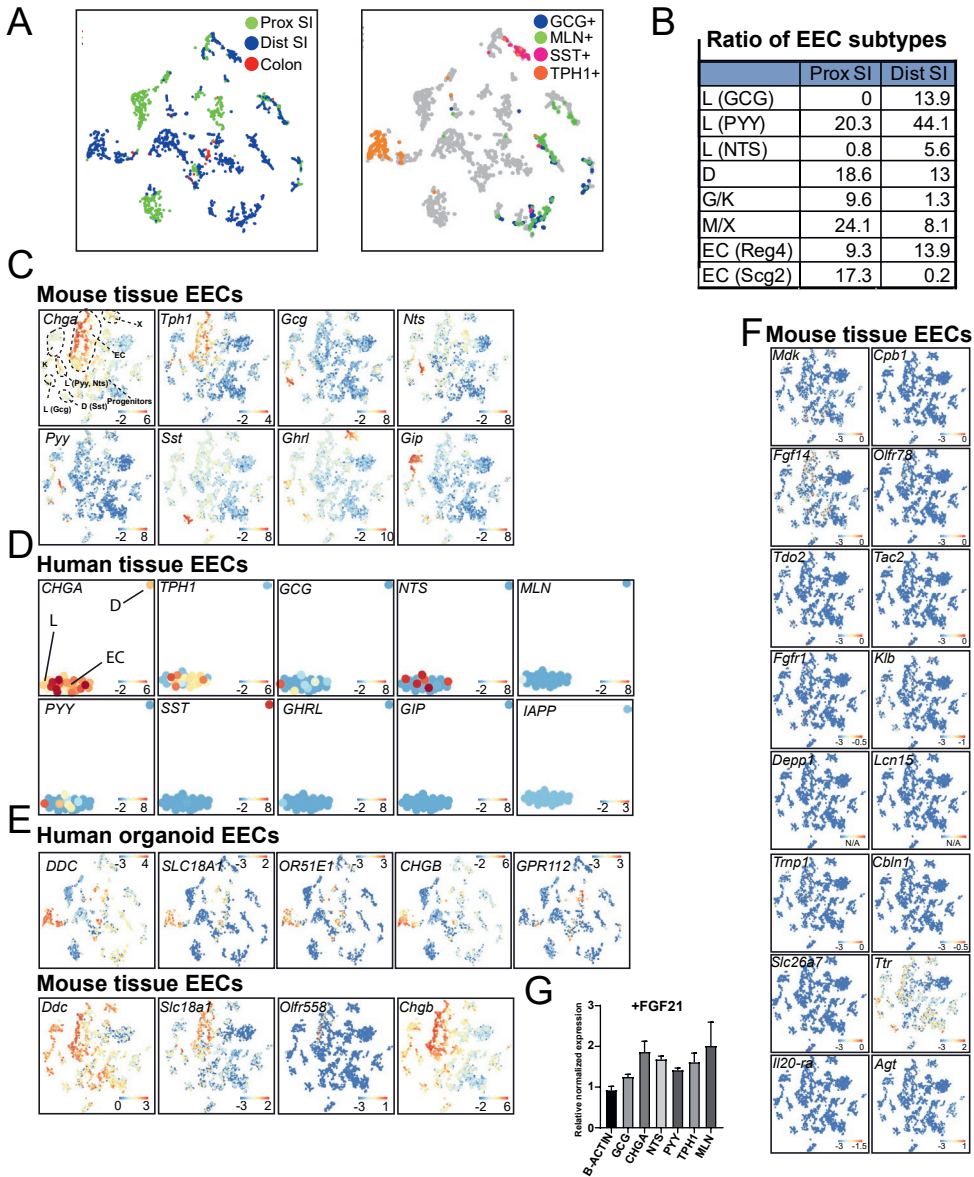 A
Prox SI
Dist SI
Colon
GCG+
MLN+
SST+
TPH1+
B
Ratio of EEC subtypes
Prox SI Dist SI
L (GCG) 0 13.9
L (PYY) 20.3 44.1
L (NTS) 0.8 5.6
D 18.6 13
G/K 9.6 1.3
M/X 24.1 8.1
EC (Reg4) 9.3 13.9
EC (Scg2) 17.3 0.2
C
Mouse tissue EECs
Chga
X
EC
K
L (Pyy, Nts)
L (Gcg)
D (Sst)
Progenitors
-2 6
Tph1
-2 4
Gcg
-2 8
Nts
-2 8
Pyy
-2 8
Sst
-2 8
Ghrl
-2 10
Gip
-2 8
D
Human tissue EECs
CHGA
D
L
EC
-2 6
TPH1
-2 6
GCG
-2 8
NTS
-2 8
MLN
-2 8
PYY
-2 8
SST
-2 8
GHRL
-2 8
GIP
-2 8
IAPP
-2 3
E
Human organoid EECs
DDC
-3 4
SLC18A1
-3 2
OR51E1
-3 3
CHGB
-2 6
GPR112
-3 3
Mouse tissue EECs
Ddc
0 3
Slc18a1
-3 2
Olfr558
-3 1
Chgb
-2 6
F
Mouse tissue EECs
Mdk
-3 0
Cpb1
-3 0
Fgf14
-3 0
Olfr78
-3 0
Tdo2
-3 0
Tac2
-3 0
Fgfr1
-3 -0.5
Klb
-3 -1
Depp1
N/A
Lcn15
N/A
Trnp1
-3 0
Cbln1
-3 -0.5
Slc26a7
-3 0
Ttr
-3 2
Il20-ra
-3 -1.5
Agt
-3 1
G
+FGF21
Relative normalized expression
3
2
1
0
B-ACTIN
GCG
CHGA
NTS
PYY
TPH1
MLN